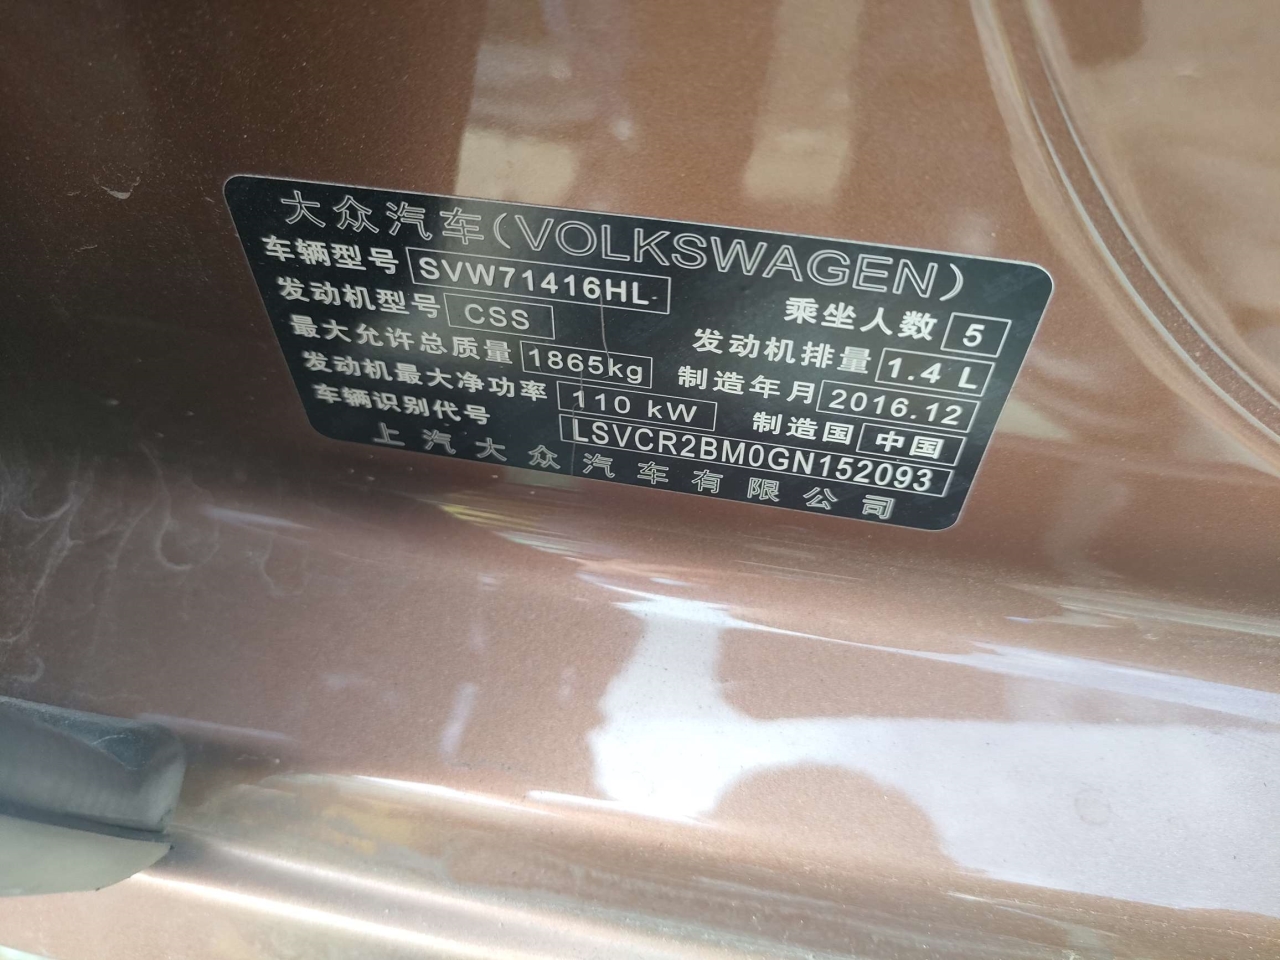 大众汽车(VOLKSWAGEN)
车辆型号 SVW71416HL 乘坐人数 5
发动机型号 CSS 发动机排量 1.4 L
最大允许总质量 1865kg 制造年月 2016.12
发动机最大净功率 110 kW 制造国 中国
车辆识别代号 LSVCR2BM0GN152093
上汽大众汽车有限公司